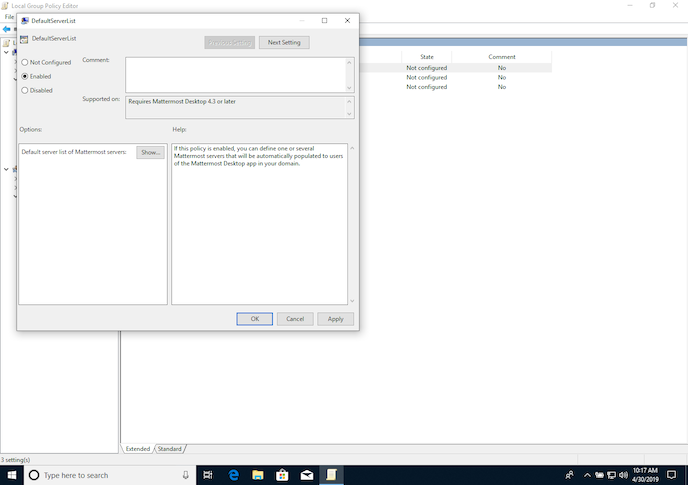 Local Group Policy Editor
File
DefaultServerList
DefaultServerList
Next Setting
Not Configured
Enabled
Disabled
Comment:
Supported on:
Requires Mattermost Desktop 4.3 or later
Options:
Help:
Default server list of Mattermost servers:
Show...
If this policy is enabled, you can define one or several
Mattermost servers that will be automatically populated to users
of the Mattermost Desktop app in your domain.
OK
Cancel
Apply
State
Comment
Not configured
No
Not configured
No
Not configured
No
Extended
Standard
3 setting(s)
Type here to search
10:17 AM
4/30/2019